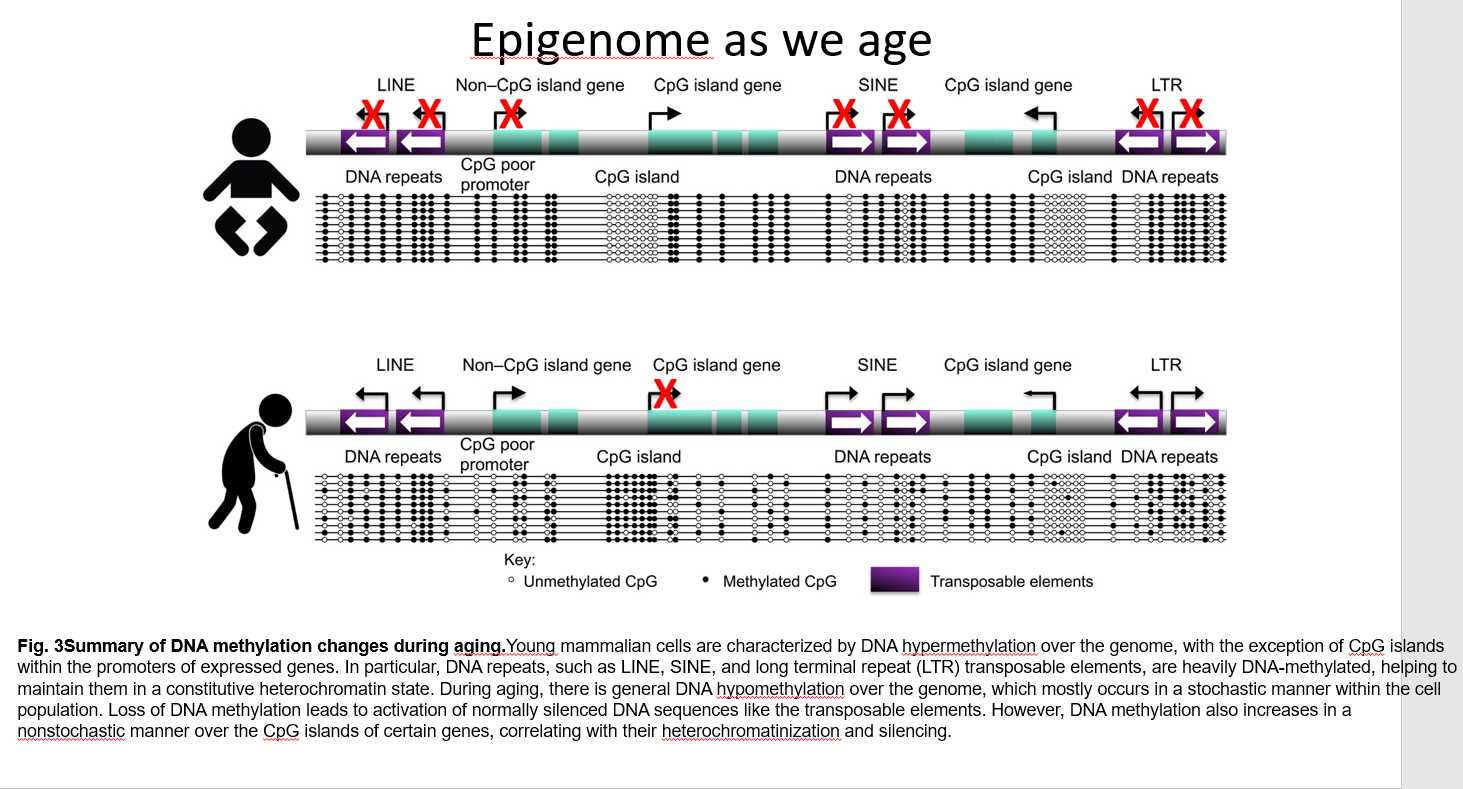 Epigenome as we age
LINE Non–CpG island gene CpG island gene SINE CpG island gene LTR
X X X X X X X
DNA repeats CpG poor promoter CpG island DNA repeats CpG island DNA repeats
LINE Non–CpG island gene CpG island gene SINE CpG island gene LTR
X
DNA repeats CpG poor promoter CpG island DNA repeats CpG island DNA repeats
Key:
Unmethylated CpG Methylated CpG Transposable elements
Fig. 3Summary of DNA methylation changes during aging.Young mammalian cells are characterized by DNA hypermethylation over the genome, with the exception of CpG islands
within the promoters of expressed genes. In particular, DNA repeats, such as LINE, SINE, and long terminal repeat (LTR) transposable elements, are heavily DNA-methylated, helping to
maintain them in a constitutive heterochromatin state. During aging, there is general DNA hypomethylation over the genome, which mostly occurs in a stochastic manner within the cell
population. Loss of DNA methylation leads to activation of normally silenced DNA sequences like the transposable elements. However, DNA methylation also increases in a
nonstochastic manner over the CpG islands of certain genes, correlating with their heterochromatinization and silencing.